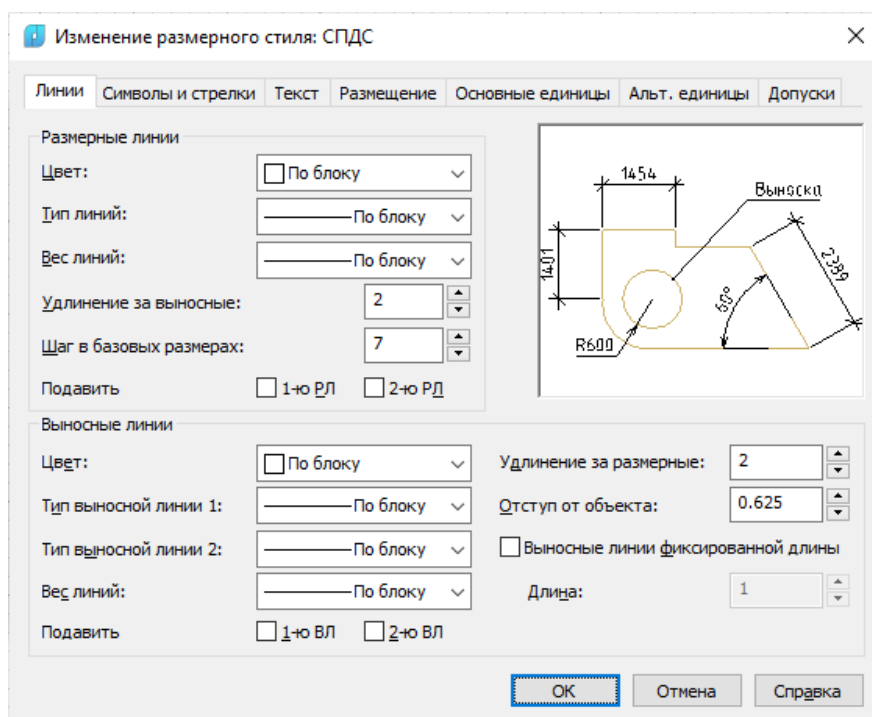 Изменение размерного стиля: СПДС
Линии Символы и стрелки Текст Размещение Основные единицы Альт. единицы Допуски
Размерные линии
Цвет: По блоку
Тип линий: По блоку
Вес линий: По блоку
Удлинение за выносные: 2
Шаг в базовых размерах: 7
Подавить 1-ю РЛ 2-ю РЛ
1454
Выноска
1401
2389
60°
R600
Выносные линии
Цвет: По блоку Удлинение за размерные: 2
Тип выносной линии 1: По блоку Отступ от объекта: 0.625
Тип выносной линии 2: По блоку Выносные линии фиксированной длины
Вес линий: По блоку Длина: 1
Подавить 1-ю ВЛ 2-ю ВЛ
ОК Отмена Справка